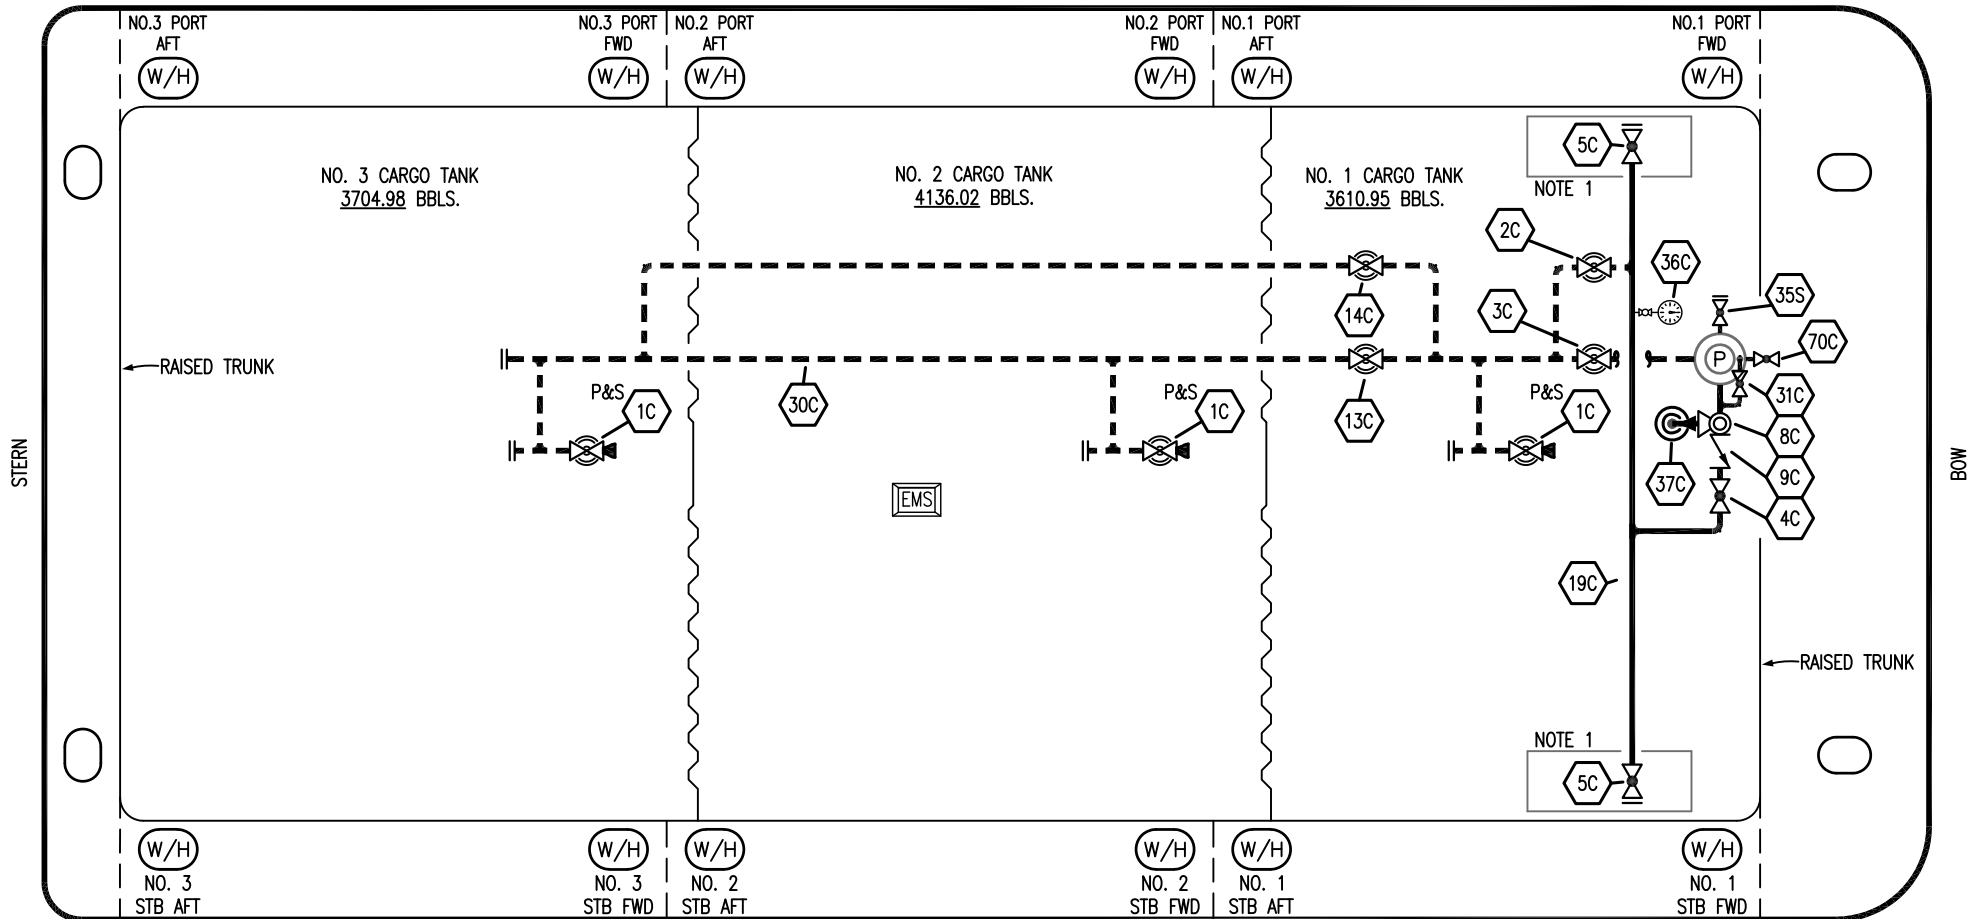 NO.3 PORT
AFT
W/H
NO.3 PORT
FWD
W/H
NO.2 PORT
AFT
W/H
NO.2 PORT
FWD
W/H
NO.1 PORT
AFT
W/H
NO.1 PORT
FWD
W/H
NO. 3 CARGO TANK
3704.98 BBLS.
NO. 2 CARGO TANK
4136.02 BBLS.
NO. 1 CARGO TANK
3610.95 BBLS.
5C
NOTE 1
2C
36C
35S
3C
14C
70C
RAISED TRUNK
P
31C
30C
13C
P&S
1C
P&S
1C
P&S
1C
8C
37C
9C
4C
STERN
BOW
EMS
19C
RAISED TRUNK
NOTE 1
5C
W/H
NO. 3
STB AFT
W/H
NO. 3
STB FWD
W/H
NO. 2
STB AFT
W/H
NO. 2
STB FWD
W/H
NO. 1
STB AFT
W/H
NO. 1
STB FWD